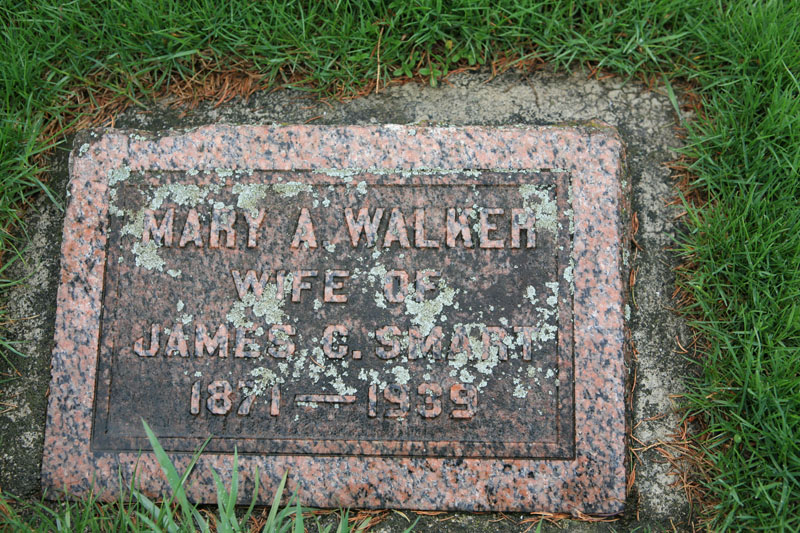 MARY A. WALKER
WIFE OF
JAMES G. SMART
1871 — 1939